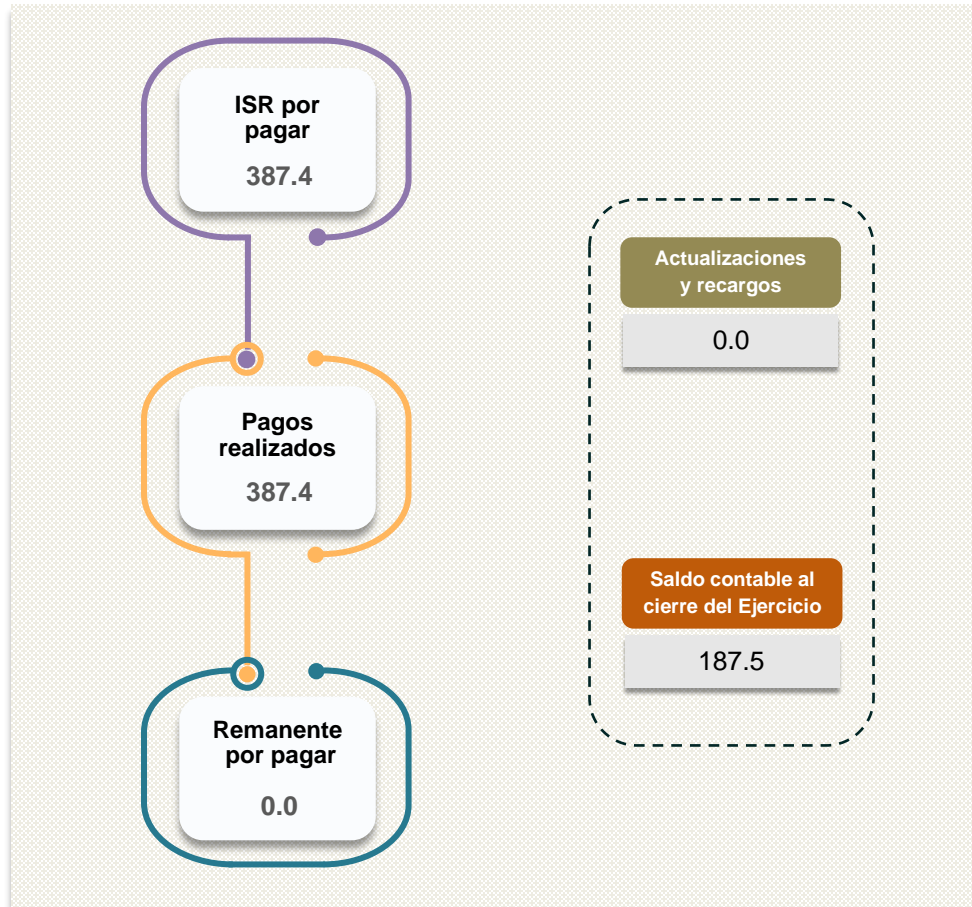 ISR por
pagar
387.4
Pagos
realizados
387.4
Remanente
por pagar
0.0
Actualizaciones
y recargos
0.0
Saldo contable al
cierre del Ejercicio
187.5